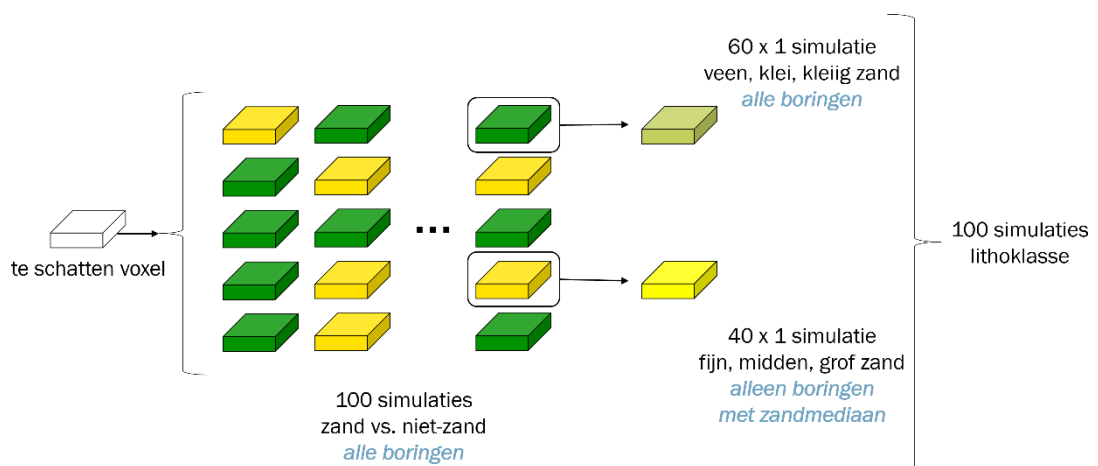 te schatten voxel
...
100 simulaties
zand vs. niet-zand
alle boringen
60 x 1 simulatie
veen, klei, kleiig zand
alle boringen
40 x 1 simulatie
fijn, midden, grof zand
alleen boringen
met zandmediaan
100 simulaties
lithoklasse